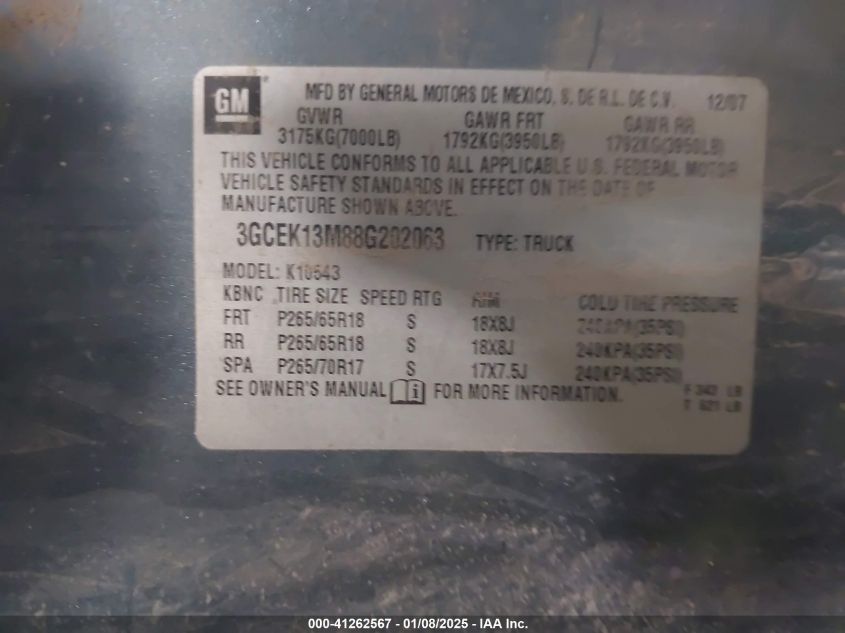 GM
MFD BY GENERAL MOTORS DE MEXICO, S. DE R.L. DE C.V. 12/07
GVWR GAWR FRT GAWR RR
3175KG(7000LB) 1792KG(3950LB) 1792KG(3950LB)
THIS VEHICLE CONFORMS TO ALL APPLICABLE U.S. FEDERAL MOTOR
VEHICLE SAFETY STANDARDS IN EFFECT ON THE DATE OF
MANUFACTURE SHOWN ABOVE.
3GCEK13M88G202063 TYPE: TRUCK
MODEL: K10543
KBNC TIRE SIZE SPEED RTG RIM COLD TIRE PRESSURE
FRT P265/65R18 S 18X8J 240KPA(35PSI)
RR P265/65R18 S 18X8J 240KPA(35PSI)
SPA P265/70R17 S 17X7.5J 240KPA(35PSI)
SEE OWNER'S MANUAL i FOR MORE INFORMATION.
F 343 LB
T 621 LB
000-41262567 - 01/08/2025 - IAA Inc.